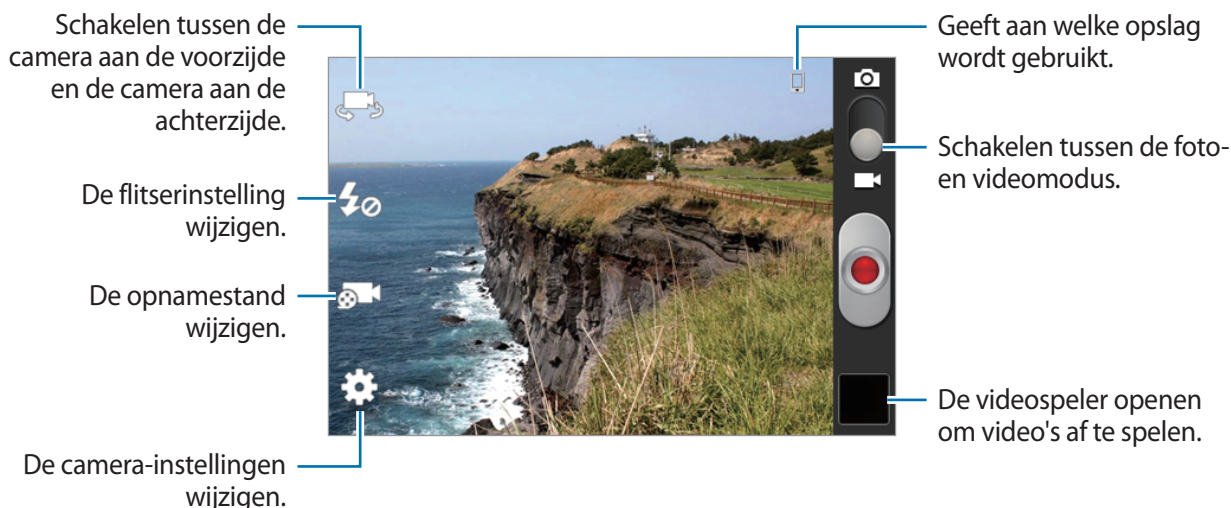 Schakelen tussen de
camera aan de voorzijde
en de camera aan de
achterzijde.
De flitserinstelling
wijzigen.
De opnamestand
wijzigen.
De camera-instellingen
wijzigen.
Geeft aan welke opslag
wordt gebruikt.
Schakelen tussen de foto-
en videomodus.
De videospeler openen
om video's af te spelen.